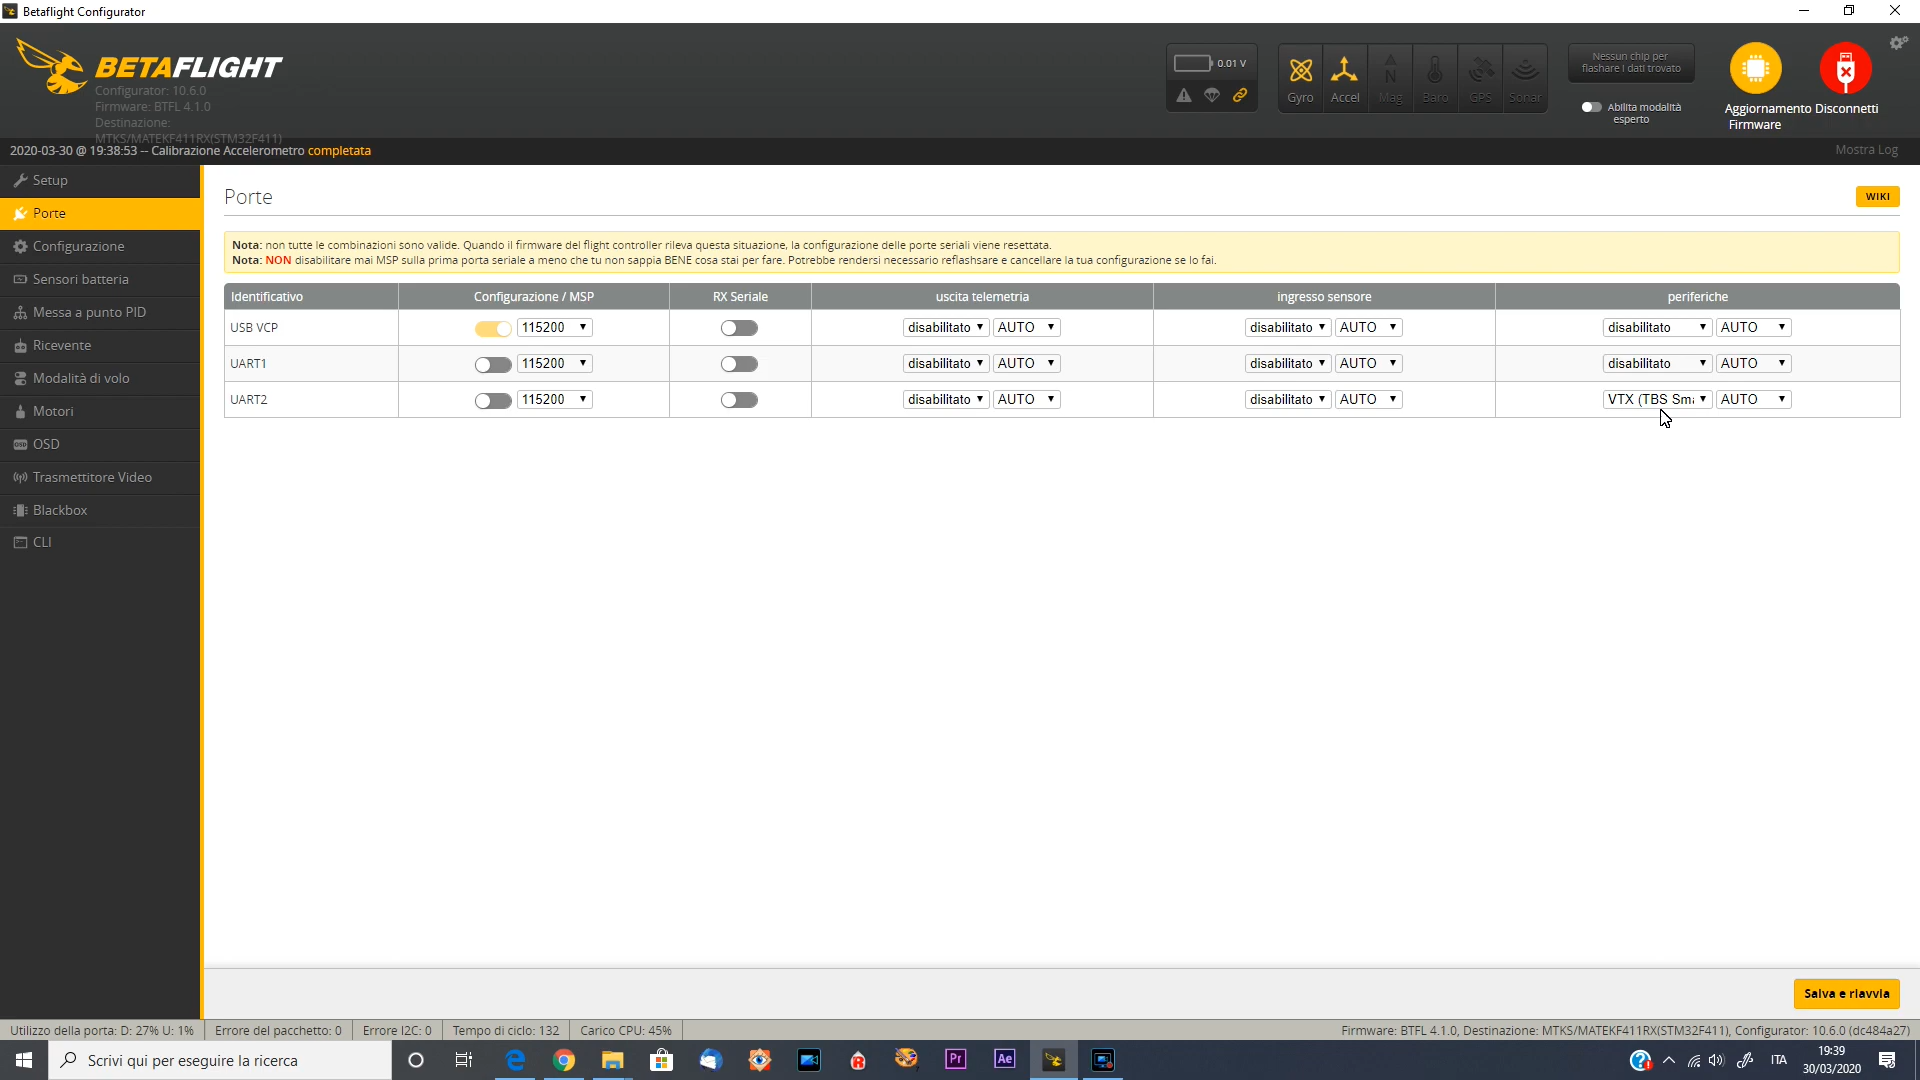 Betaflight Configurator
BETAFLIGHT
Configurator: 10.6.0
Firmware: BTFL 4.1.0
Destinazione:
MTKS/MATEKF411RX(STM32F411)
0.01 V
Gyro Accel Mag Baro GPS Sonar
Nessun chip per
flashare I dati trovato
Abilita modalità
esperto
Aggiornamento
Firmware
Disconnetti
2020-03-30 @ 19:38:53 -- Calibrazione Accelerometro completata
Mostra Log
Setup
Porte
Configurazione
Sensori batteria
Messa a punto PID
Ricevente
Modalità di volo
Motori
OSD
Trasmettitore Video
Blackbox
CLI
Porte
WIKI
Nota: non tutte le combinazioni sono valide. Quando il firmware del flight controller rileva questa situazione, la configurazione delle porte seriali viene resettata.
Nota: NON disabilitare mai MSP sulla prima porta seriale a meno che tu non sappia BENE cosa stai per fare. Potrebbe rendersi necessario reflashsare e cancellare la tua configurazione se lo fai.
Identificativo Configurazione / MSP RX Seriale uscita telemetria ingresso sensore periferiche
USB VCP 115200 disabilitato AUTO disabilitato AUTO disabilitato AUTO
UART1 115200 disabilitato AUTO disabilitato AUTO disabilitato AUTO
UART2 115200 disabilitato AUTO disabilitato AUTO VTX (TBS Sma AUTO
Salva e riavvia
Utilizzo della porta: D: 27% U: 1% Errore del pacchetto: 0 Errore I2C: 0 Tempo di ciclo: 132 Carico CPU: 45% Firmware: BTFL 4.1.0, Destinazione: MTKS/MATEKF411RX(STM32F411), Configurator: 10.6.0 (dc484a27)
Scrivi qui per eseguire la ricerca
Pr
Ae
ITA
19:39
30/03/2020